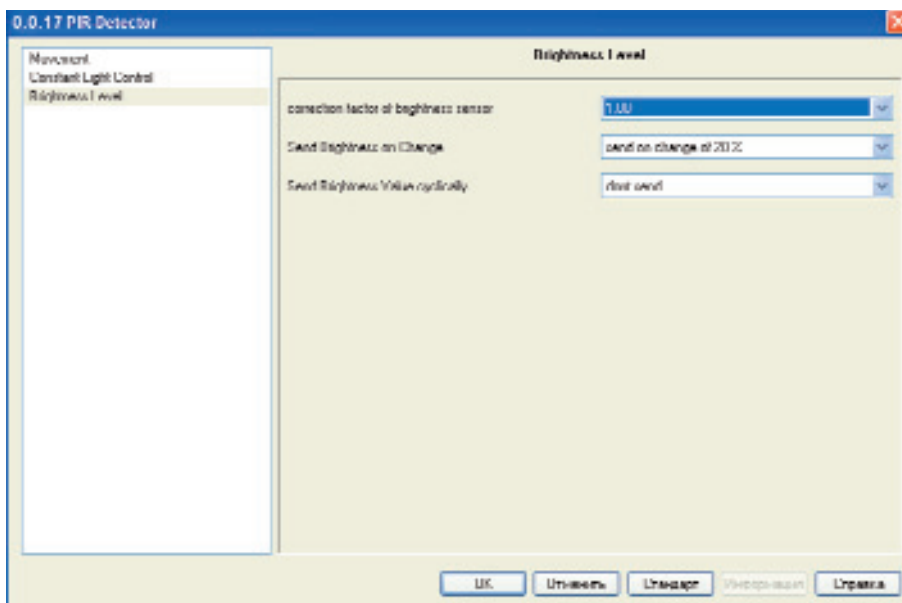 0.0.17 PIR Detector
Movement
Constant Light Control
Brightness Level
Brightness Level
correction factor of brightness sensor
1.00
Send Brightness on Change
send on change of 20%
Send Brightness Value cyclically
dont send
OK
Отменить
Стандарт
Информация
Справка